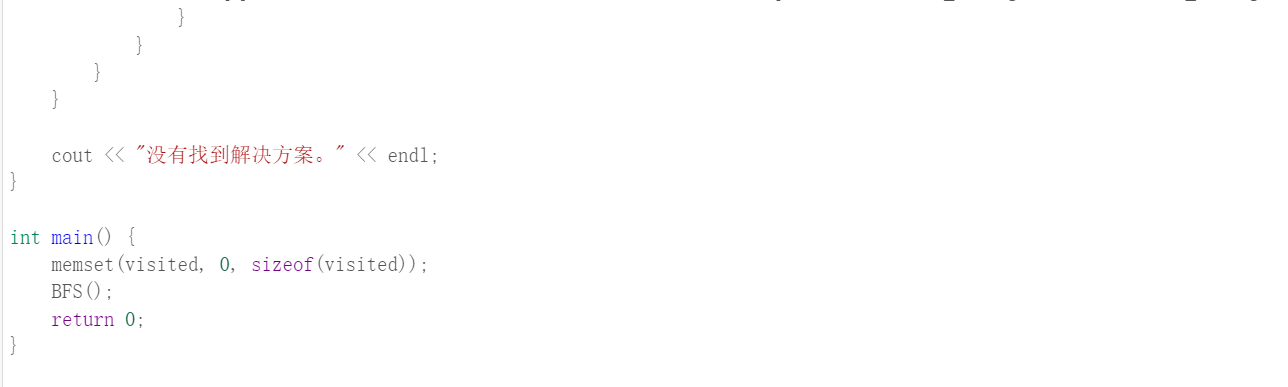 }
        }
    }
}
cout << "没有找到解决方案。" << endl;
}
int main() {
    memset(visited, 0, sizeof(visited));
    BFS();
    return 0;
}